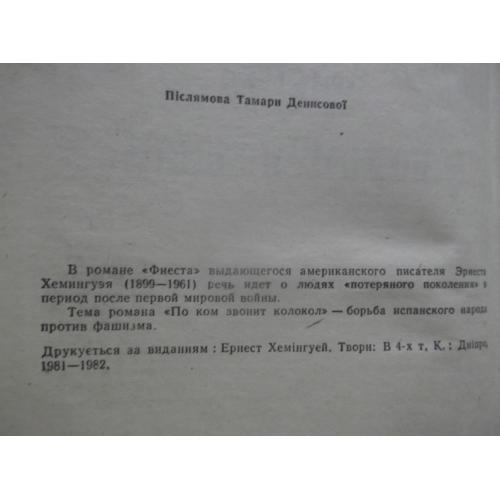 Післямова Тамари Денисової
В романе «Фиеста» выдающегося американского писателя Эрнеста
Хемингуэя (1899—1961) речь идет о людях «потерянного поколения» в
период после первой мировой войны.
Тема романа «По ком звонит колокол» — борьба испанского народа
против фашизма.
Друкується за виданням : Ернест Хемінгуей. Твори: В 4-х т, К. : Дніпро,
1981—1982.